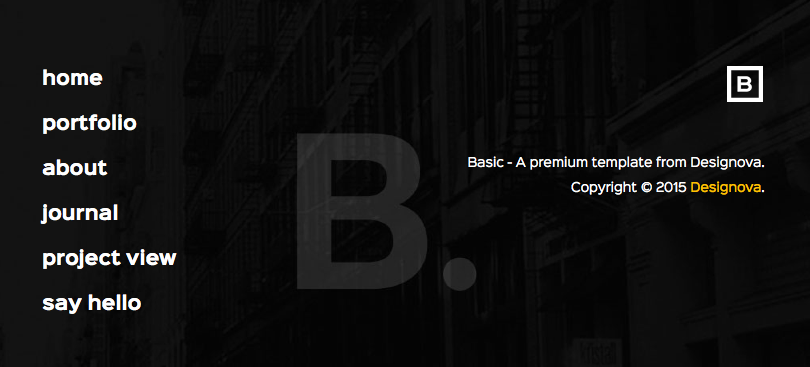 home
portfolio
about
journal
project view
say hello
B
B.
Basic - A premium template from Designova.
Copyright © 2015 Designova.